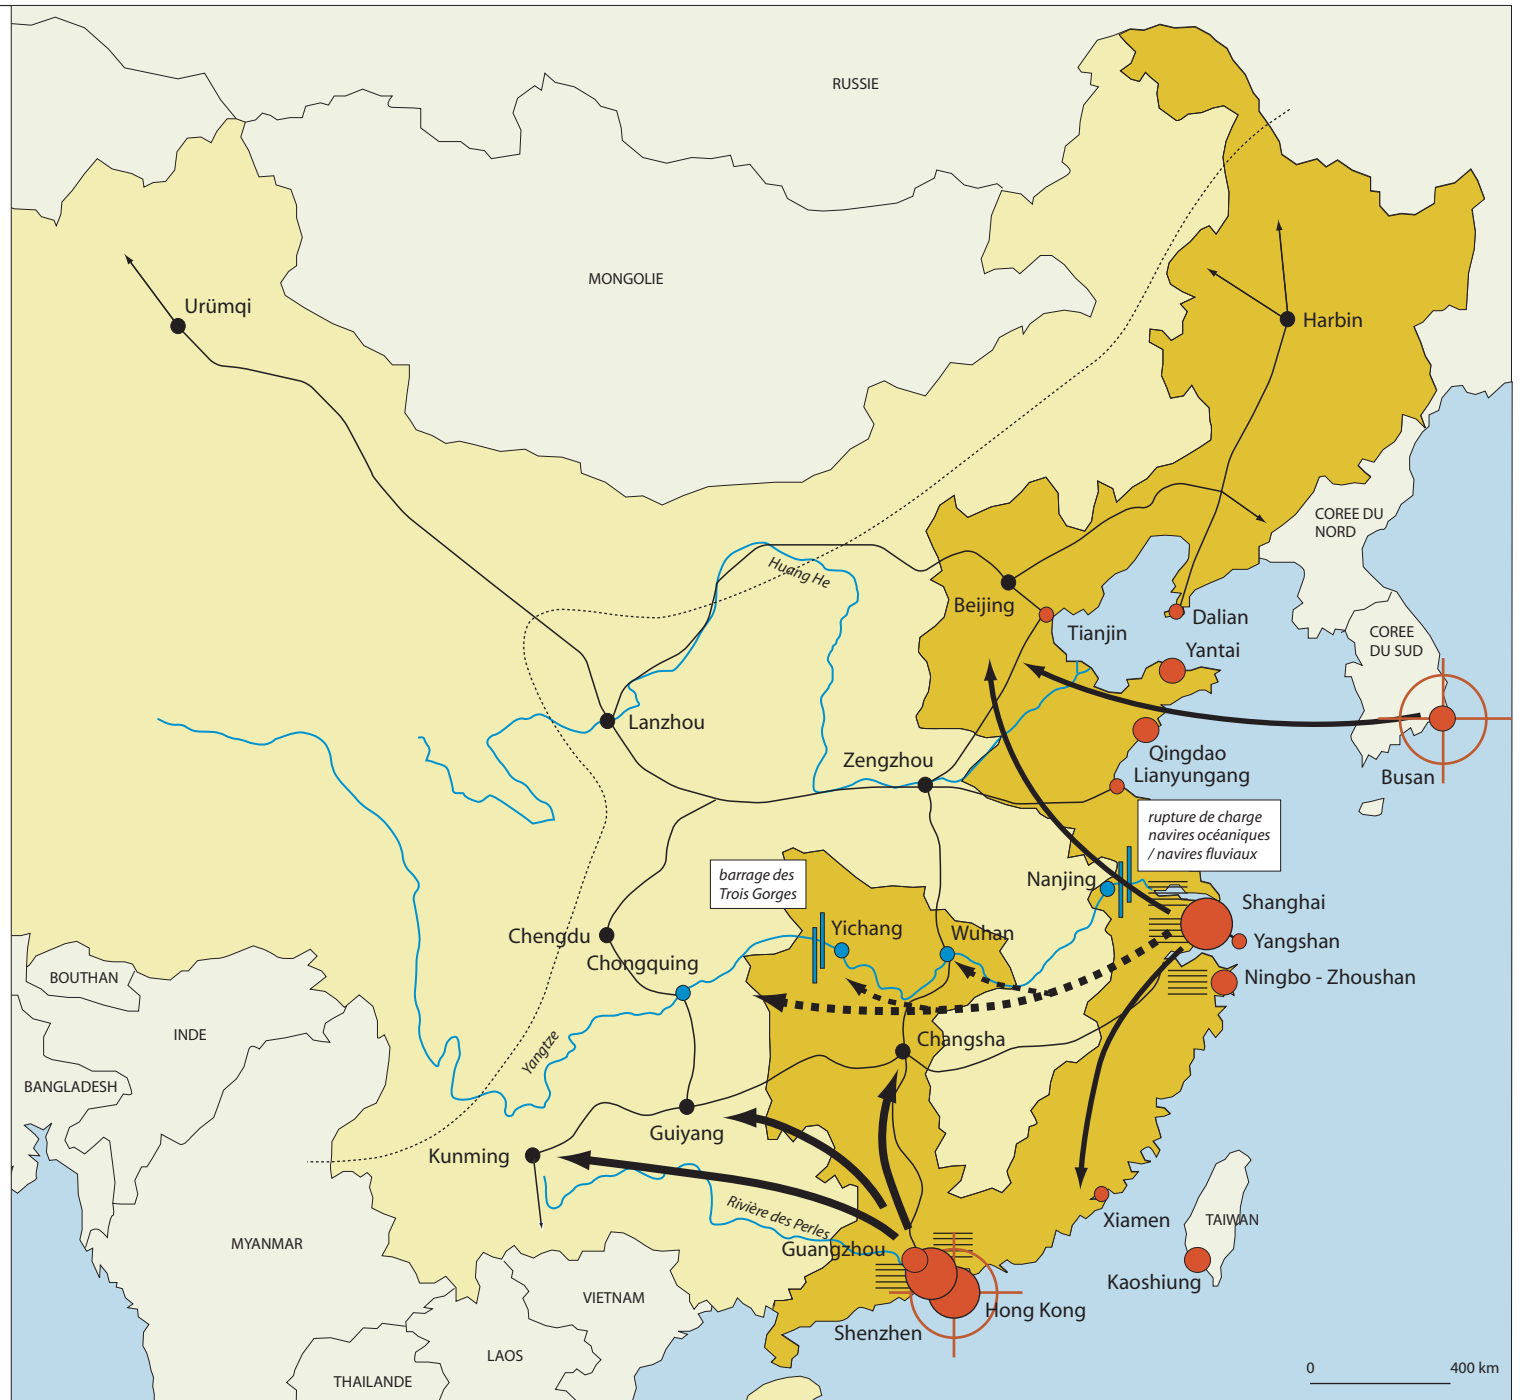 RUSSIE
MONGOLIE
Urümqi
Harbin
COREE DU
NORD
Huang He
Beijing
Tianjin
Dalian
Yantai
COREE
DU SUD
Lanzhou
Zengzhou
Qingdao
Lianyungang
Busan
rupture de charge
navires océaniques
/ navires fluviaux
barrage des
Trois Gorges
Nanjing
Shanghai
Yichang
Wuhan
Chengdu
Yangshan
Chongquing
Ningbo - Zhoushan
BOUTHAN
INDE
Yangtze
Changsha
BANGLADESH
Guiyang
Kunming
Rivière des Perles
Xiamen
TAIWAN
MYANMAR
Guangzhou
Kaoshiung
VIETNAM
Hong Kong
Shenzhen
LAOS
THAILANDE
0 400 km